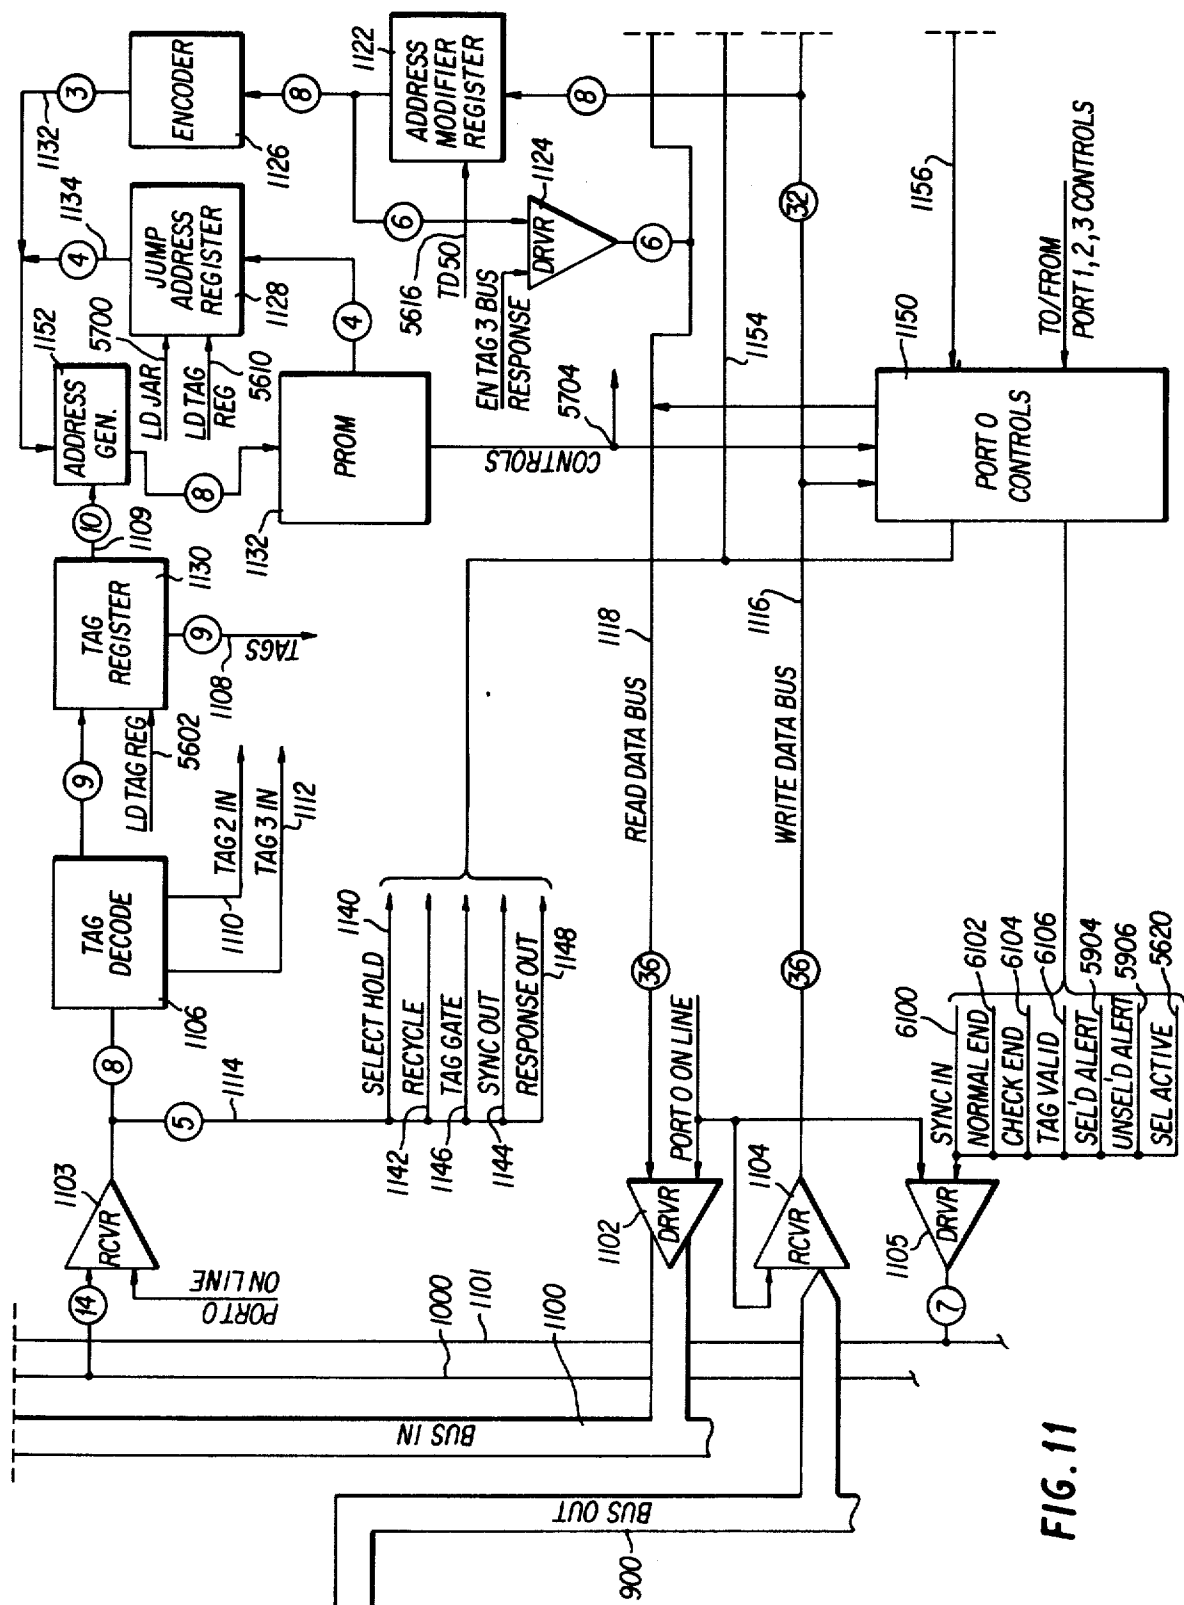 1103
RCVR
14
PORT 0
ON LINE
1000
1101
1100
BUS IN
BUS OUT
900
8
5
1114
TAG
DECODE
1106
9
TAG 2 IN
TAG 3 IN
1110
1112
LD TAG REG
5602
TAG
REGISTER
1130
9
1108
TAGS
10
1109
ADDRESS
GEN.
1152
8
PROM
1132
4
LD JAR
5700
LD TAG
REG
5610
JUMP
ADDRESS
REGISTER
1128
4
1134
1132
3
ENCODER
1126
8
ADDRESS
MODIFIER
REGISTER
1122
8
TD50
5616
6
DRVR
1124
EN TAG 3 BUS
RESPONSE
6
CONTROLS
5704
SELECT HOLD
1140
RECYCLE
1142
TAG GATE
1146
SYNC OUT
1144
RESPONSE OUT
1148
READ DATA BUS
1118
36
DRVR
1102
PORT 0 ON LINE
1154
WRITE DATA BUS
1116
36
32
RCVR
1104
DRVR
1105
7
SYNC IN
6100
NORMAL END
6102
CHECK END
6104
TAG VALID
6106
SEL'D ALERT
5904
UNSEL'D ALERT
5906
SEL ACTIVE
5620
PORT 0
CONTROLS
1150
1156
TO/FROM
PORT 1, 2, 3 CONTROLS
FIG. 11